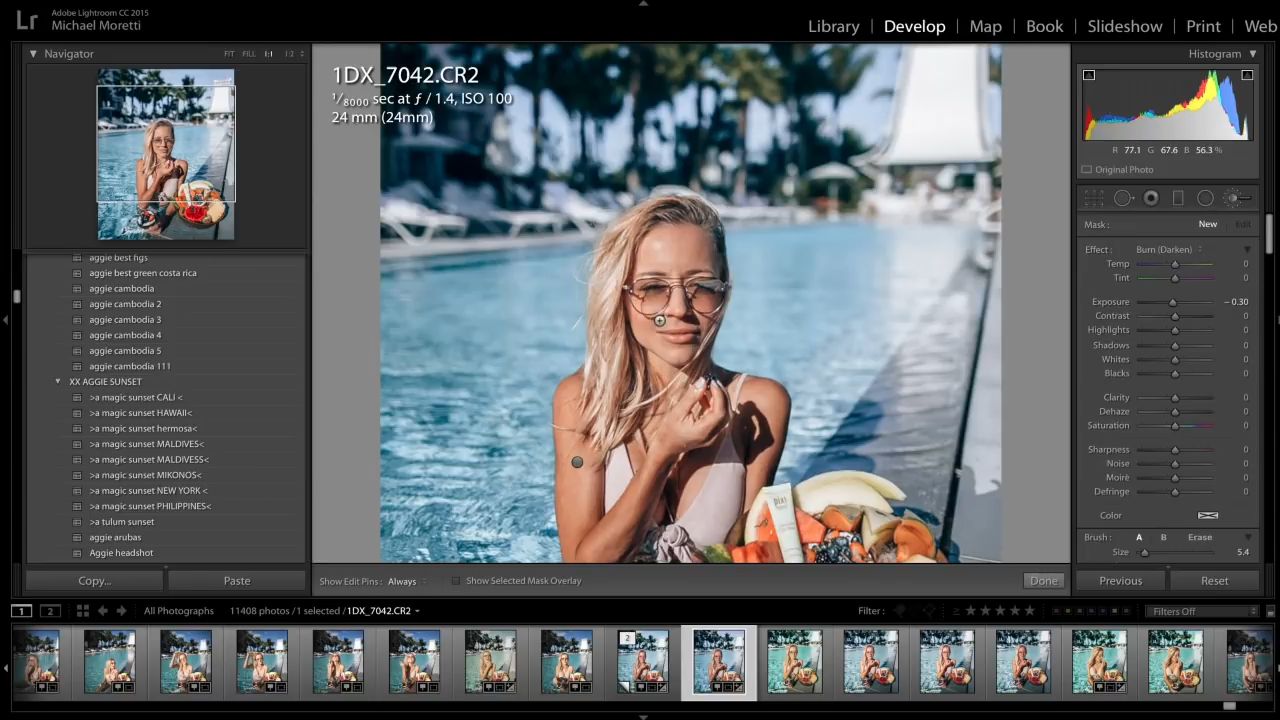 Lr
Adobe Lightroom CC 2015
Michael Moretti
Library | Develop | Map | Book | Slideshow | Print | Web
Navigator FIT FILL 1:1 1:2
aggie best figs
aggie best green costa rica
aggie cambodia
aggie cambodia 2
aggie cambodia 3
aggie cambodia 4
aggie cambodia 5
aggie cambodia 111
XX AGGIE SUNSET
>a magic sunset CALI <
>a magic sunset HAWAII<
>a magic sunset hermosa<
>a magic sunset MALDIVES<
>a magic sunset MALDIVESS<
>a magic sunset MIKONOS<
>a magic sunset NEW YORK <
>a magic sunset PHILIPPINES<
>a tulum sunset
aggie arubas
Aggie headshot
Copy... Paste
1DX_7042.CR2
1/8000 sec at ƒ / 1.4, ISO 100
24 mm (24mm)
PIXI
Show Edit Pins : Always
Show Selected Mask Overlay
Done
Histogram
R 77.1 G 67.6 B 56.3 %
Original Photo
Mask : New Edit
Effect : Burn (Darken)
Temp 0
Tint 0
Exposure – 0.30
Contrast 0
Highlights 0
Shadows 0
Whites 0
Blacks 0
Clarity 0
Dehaze 0
Saturation 0
Sharpness 0
Noise 0
Moiré 0
Defringe 0
Color
Brush : A B Erase
Size 5.4
Previous Reset
1 2 All Photographs 11408 photos / 1 selected / 1DX_7042.CR2
Filter : ≥ Filters Off
2